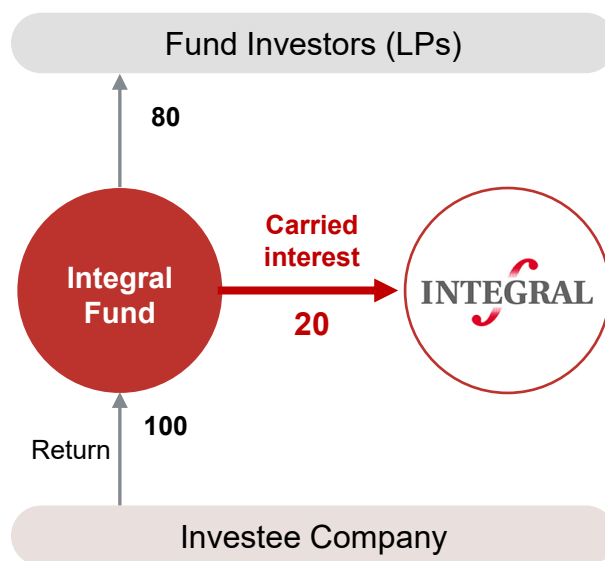 Fund Investors (LPs)
80
Carried
interest
Integral
Fund
INTEGRAL
20
100
Return
Investee Company